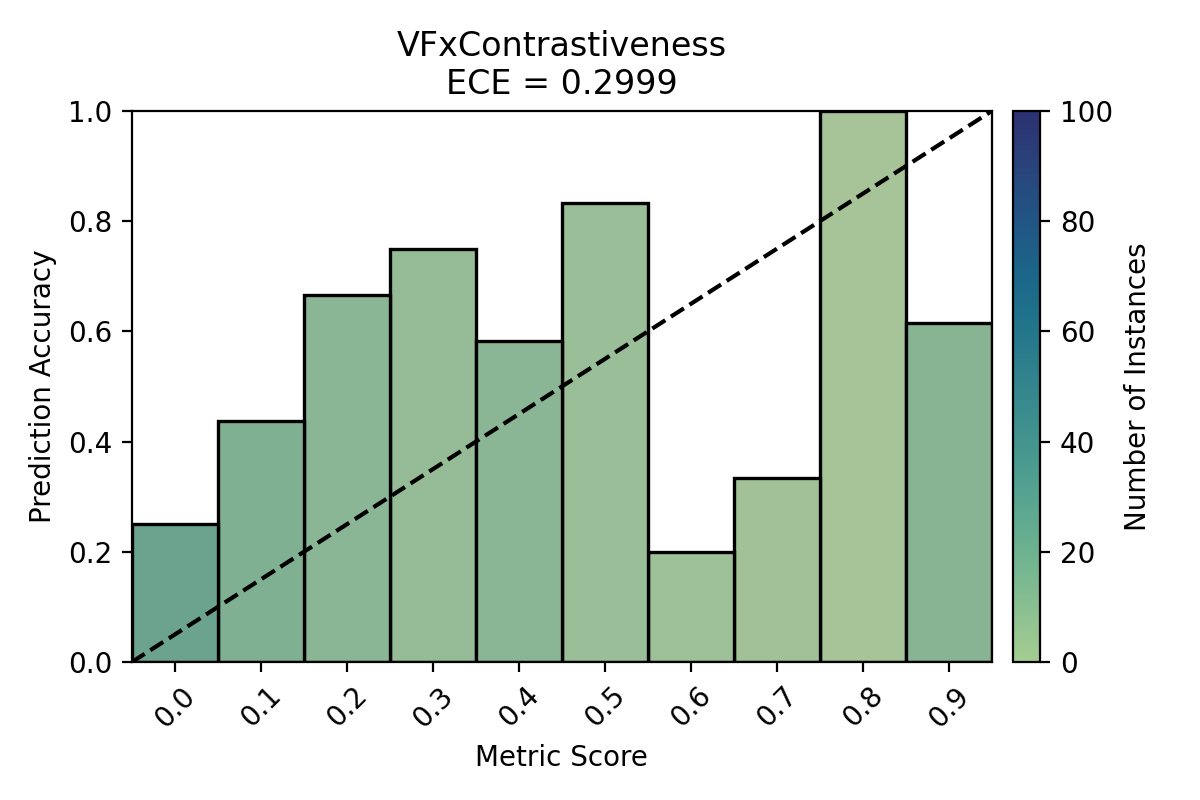 VFxContrastiveness
ECE = 0.2999
1.0
0.8
0.6
0.4
0.2
0.0
Prediction Accuracy
0.0 0.1 0.2 0.3 0.4 0.5 0.6 0.7 0.8 0.9
Metric Score
100
80
60
40
20
0
Number of Instances